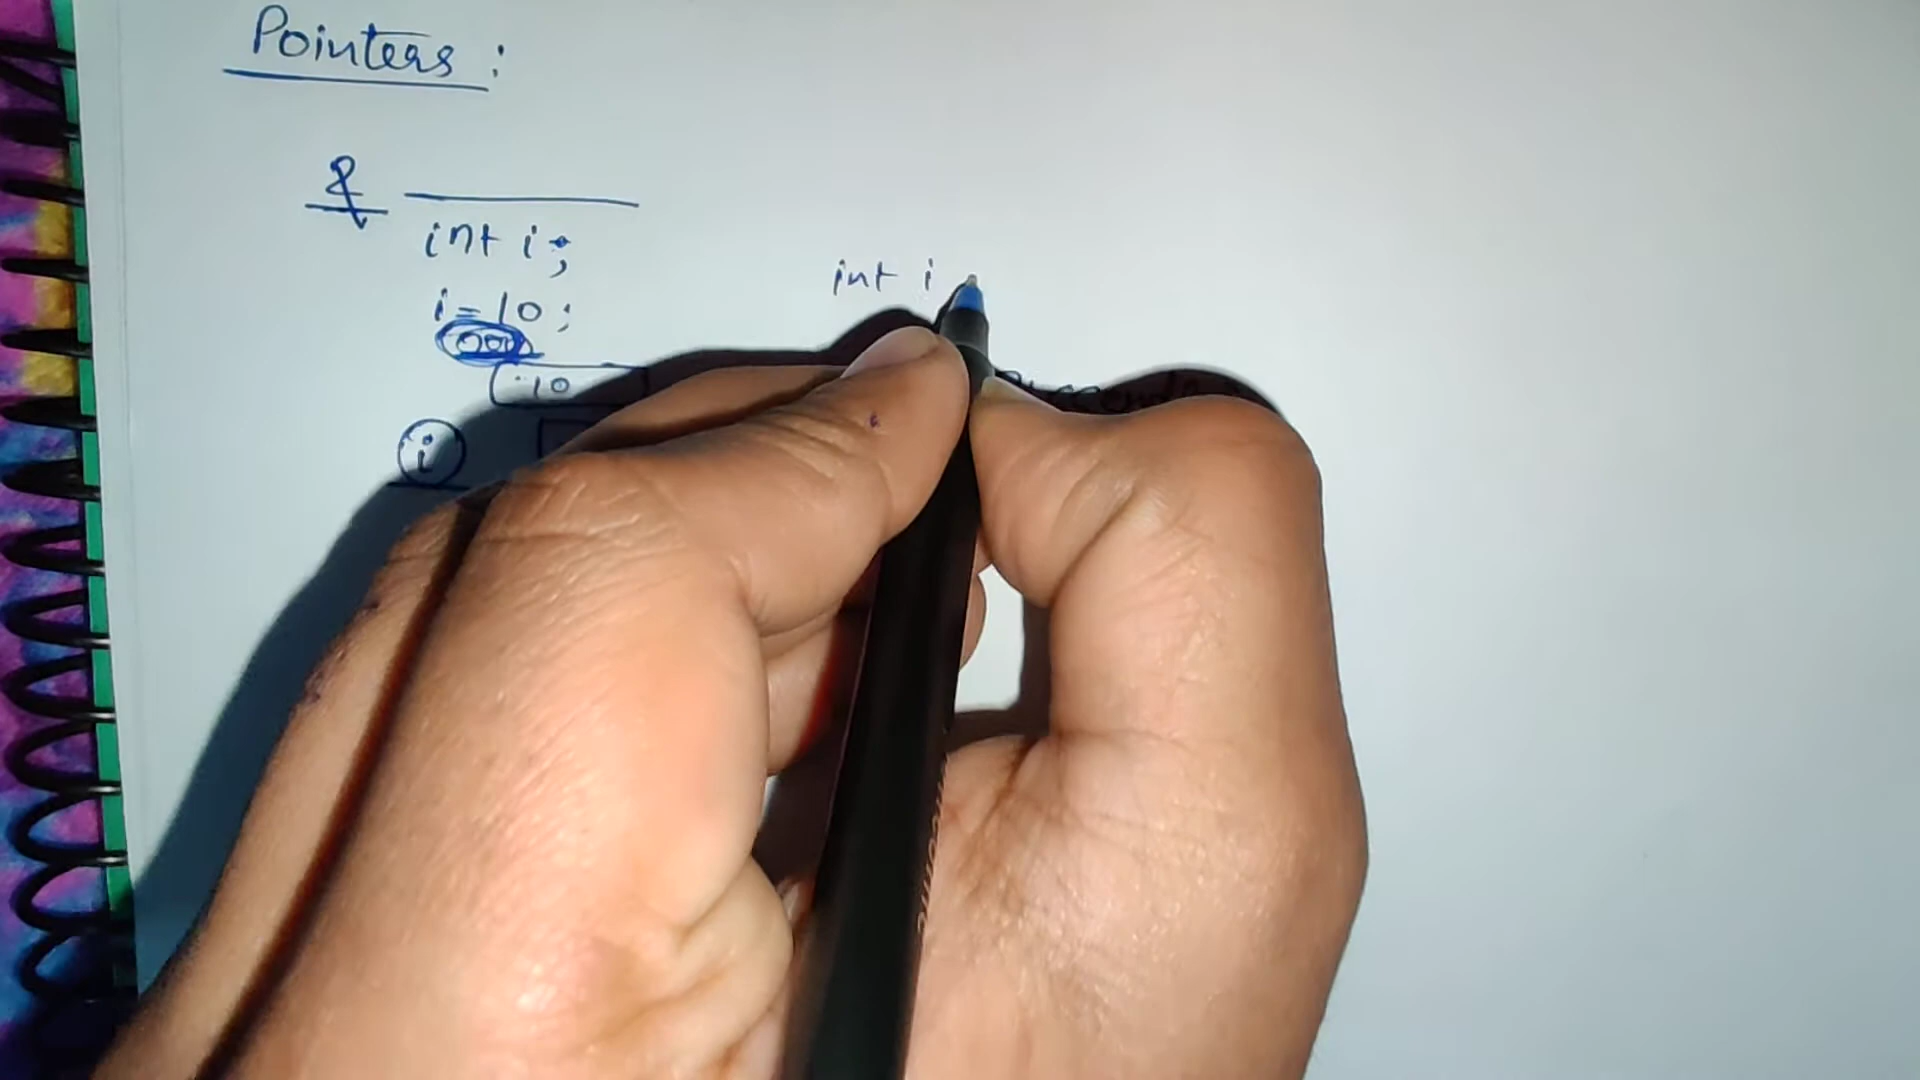 Pointers :
&
int i ;
i = 10 ;
int i
10
i